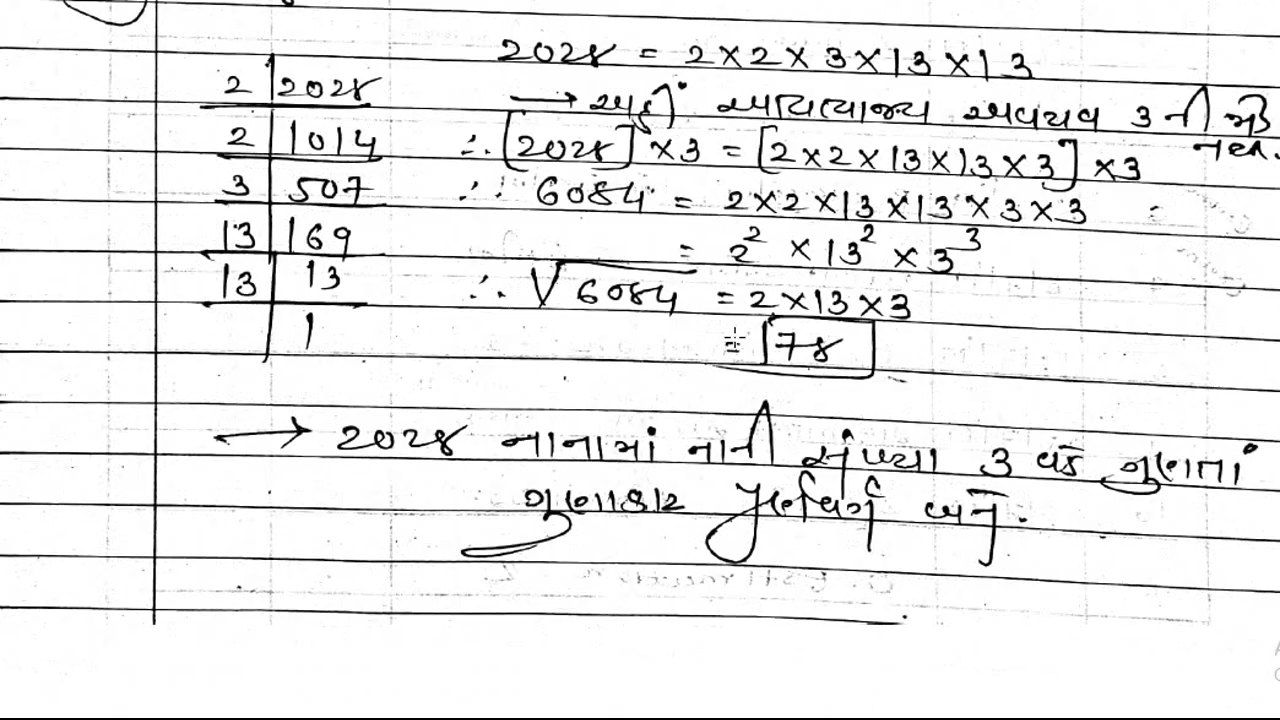 2028 = 2×2×3×13×13
2 | 2028
→ અહીં અવિભાજ્ય અવયવ 3 ની જોડ નથી.
2 | 1014
∴ [2028] ×3 = [2×2×13×13×3] ×3
3 | 507
∴ 6084 = 2×2×13×13×3×3
13 | 169
= 2² × 13² × 3³
13 | 13
∴ √6084 = 2×13×3
1
= 78
→ 2028 નાનામાં નાની સંખ્યા 3 વડે ગુણતાં
ગુણાકાર પૂર્ણવર્ગ બને.